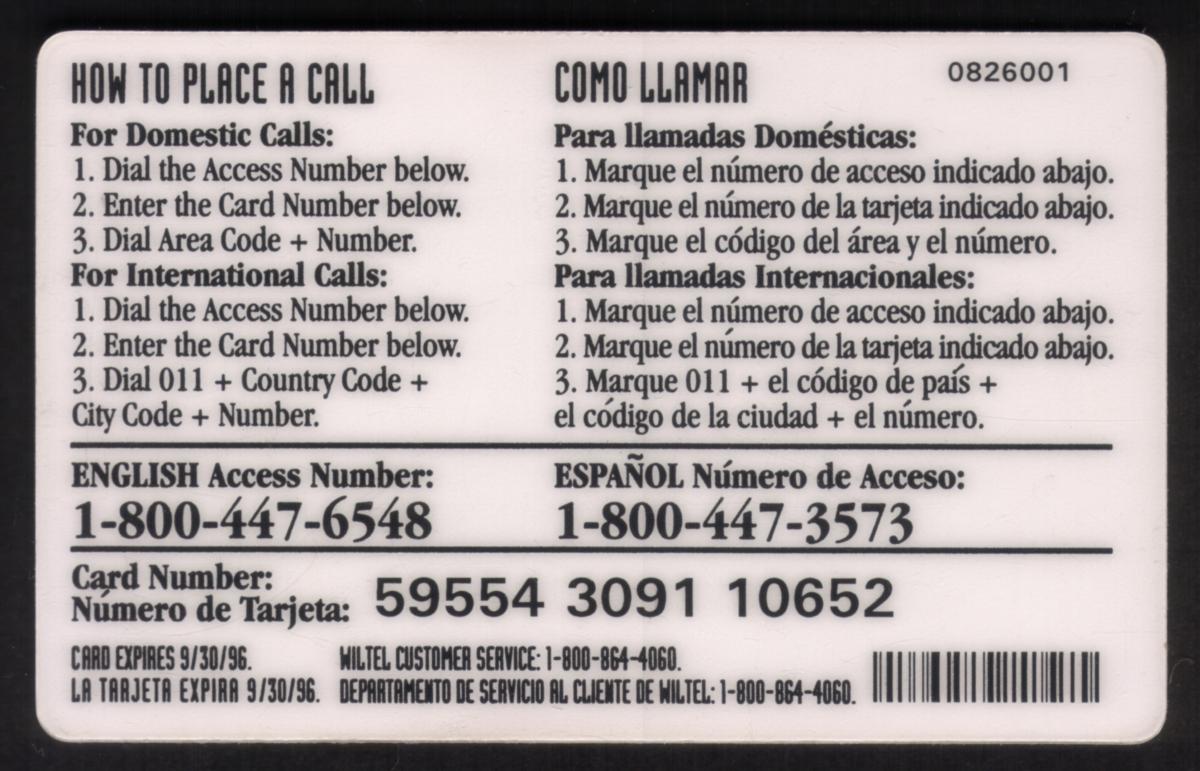 HOW TO PLACE A CALL
For Domestic Calls:
1. Dial the Access Number below.
2. Enter the Card Number below.
3. Dial Area Code + Number.
For International Calls:
1. Dial the Access Number below.
2. Enter the Card Number below.
3. Dial 011 + Country Code +
City Code + Number.
COMO LLAMAR
0826001
Para llamadas Domésticas:
1. Marque el número de acceso indicado abajo.
2. Marque el número de la tarjeta indicado abajo.
3. Marque el código del área y el número.
Para llamadas Internacionales:
1. Marque el número de acceso indicado abajo.
2. Marque el número de la tarjeta indicado abajo.
3. Marque 011 + el código de país +
el código de la ciudad + el número.
ENGLISH Access Number:
1-800-447-6548
ESPAÑOL Número de Acceso:
1-800-447-3573
Card Number:
Número de Tarjeta:
59554 3091 10652
CARD EXPIRES 9/30/96.
LA TARJETA EXPIRA 9/30/96.
WILTEL CUSTOMER SERVICE: 1-800-864-4060.
DEPARTAMENTO DE SERVICIO AL CLIENTE DE WILTEL: 1-800-864-4060.